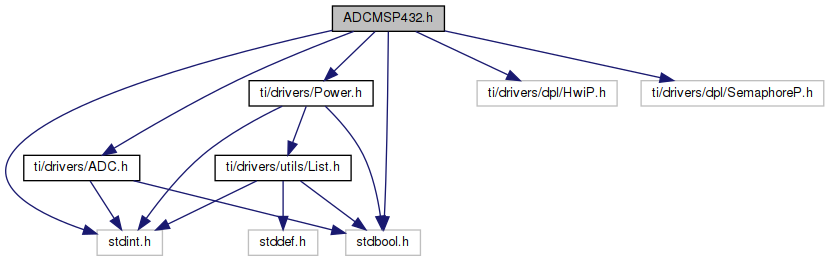 ADCMSP432.h
ti/drivers/Power.h
ti/drivers/dpl/HwiP.h
ti/drivers/dpl/SemaphoreP.h
ti/drivers/ADC.h
ti/drivers/utils/List.h
stdint.h
stddef.h
stdbool.h